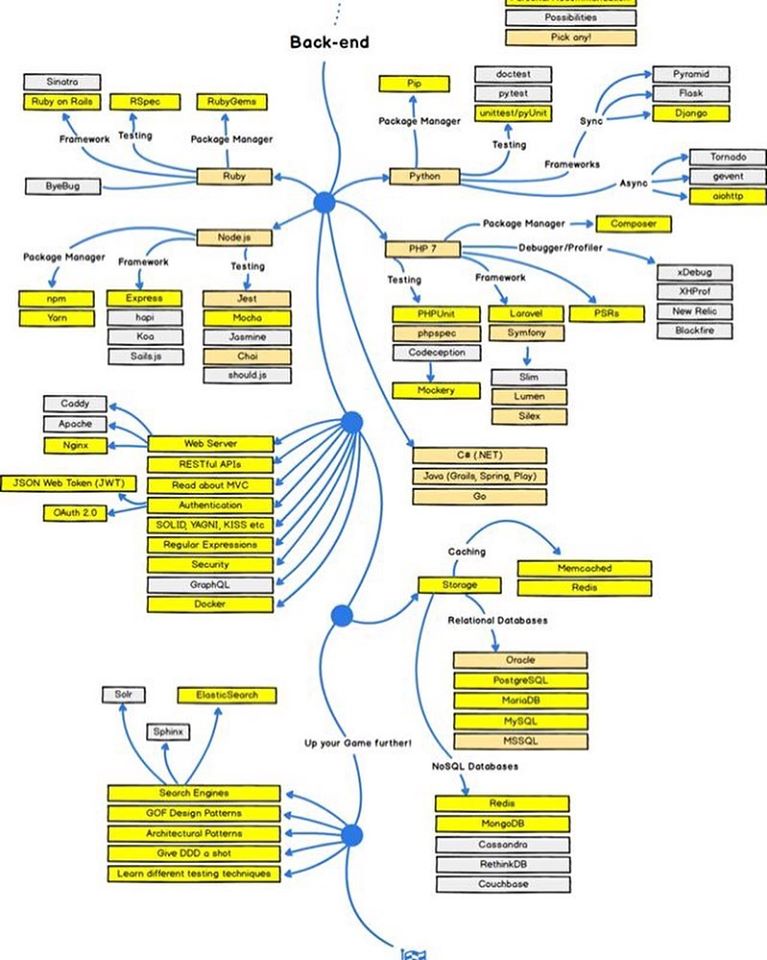 Personal Recommendation!
Possibilities
Pick any!
Back-end
Sinatra
Ruby on Rails
RSpec
RubyGems
Framework
Testing
Package Manager
Ruby
ByeBug
Pip
Package Manager
doctest
pytest
unittest/pyUnit
Testing
Python
Sync
Pyramid
Flask
Django
Frameworks
Async
Tornado
gevent
aiohttp
Node.js
Package Manager
Framework
Testing
npm
Yarn
Express
hapi
Koa
Sails.js
Jest
Mocha
Jasmine
Chai
should.js
PHP 7
Package Manager
Composer
Debugger/Profiler
xDebug
XHProf
New Relic
Blackfire
Testing
Framework
PHPUnit
phpspec
Codeception
Mockery
Laravel
Symfony
PSRs
Slim
Lumen
Silex
Caddy
Apache
Nginx
Web Server
RESTful APIs
Read about MVC
Authentication
JSON Web Token (JWT)
OAuth 2.0
SOLID, YAGNI, KISS etc
Regular Expressions
Security
GraphQL
Docker
C# (.NET)
Java (Grails, Spring, Play)
Go
Caching
Storage
Memcached
Redis
Relational Databases
Oracle
PostgreSQL
MariaDB
MySQL
MSSQL
NoSQL Databases
Redis
MongoDB
Cassandra
RethinkDB
Couchbase
Up your Game further!
Solr
Sphinx
ElasticSearch
Search Engines
GOF Design Patterns
Architectural Patterns
Give DDD a shot
Learn different testing techniques